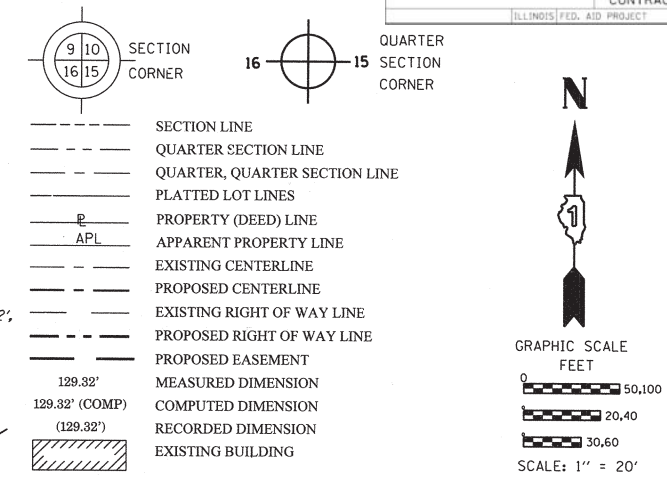 CONTRAC
ILLINOIS FED. AID PROJECT
9 10
16 15
SECTION
CORNER
16
15
QUARTER
SECTION
CORNER
N
1
SECTION LINE
QUARTER SECTION LINE
QUARTER, QUARTER SECTION LINE
PLATTED LOT LINES
PL PROPERTY (DEED) LINE
APL APPARENT PROPERTY LINE
EXISTING CENTERLINE
PROPOSED CENTERLINE
EXISTING RIGHT OF WAY LINE
PROPOSED RIGHT OF WAY LINE
PROPOSED EASEMENT
129.32' MEASURED DIMENSION
129.32' (COMP) COMPUTED DIMENSION
(129.32') RECORDED DIMENSION
EXISTING BUILDING
GRAPHIC SCALE
FEET
0
50,100
0
20,40
0
30,60
SCALE: 1" = 20'